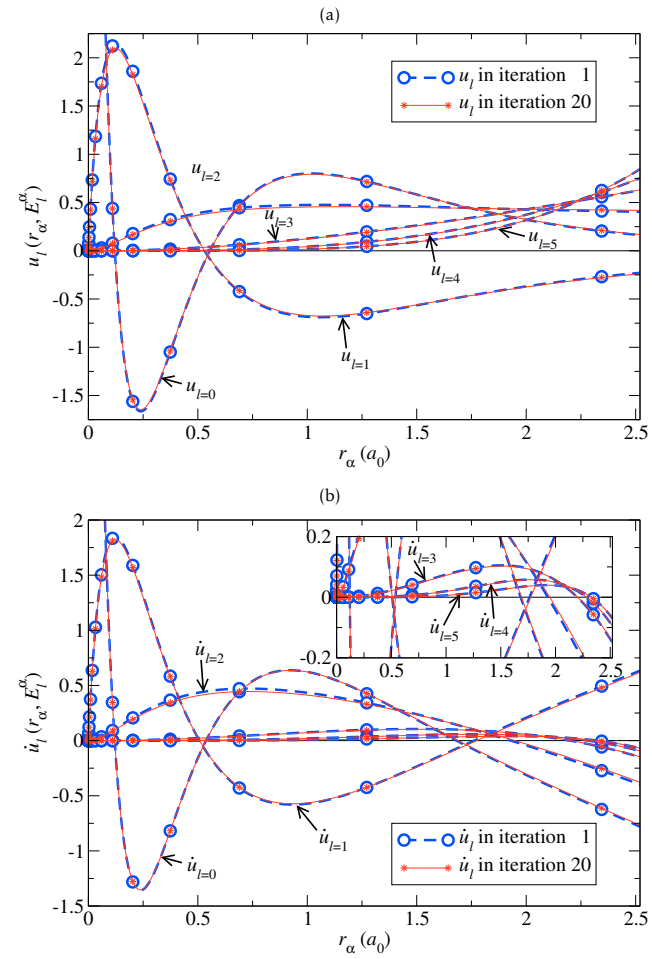 (a)
2
1.5
1
0.5
0
-0.5
-1
-1.5
u_l (r_α, E_l^α)
u_l in iteration 1
u_l in iteration 20
u_{l=2}
u_{l=3}
u_{l=5}
u_{l=4}
u_{l=1}
u_{l=0}
0 0.5 1 1.5 2 2.5
r_α (a_0)
(b)
2
1.5
1
0.5
0
-0.5
-1
-1.5
u̇_l (r_α, E_l^α)
0.2
0.0
-0.2
u̇_{l=3}
u̇_{l=5}
u̇_{l=4}
0 0.5 1 1.5 2 2.5
u̇_{l=2}
u̇_{l=1}
u̇_{l=0}
u̇_l in iteration 1
u̇_l in iteration 20
0 0.5 1 1.5 2 2.5
r_α (a_0)